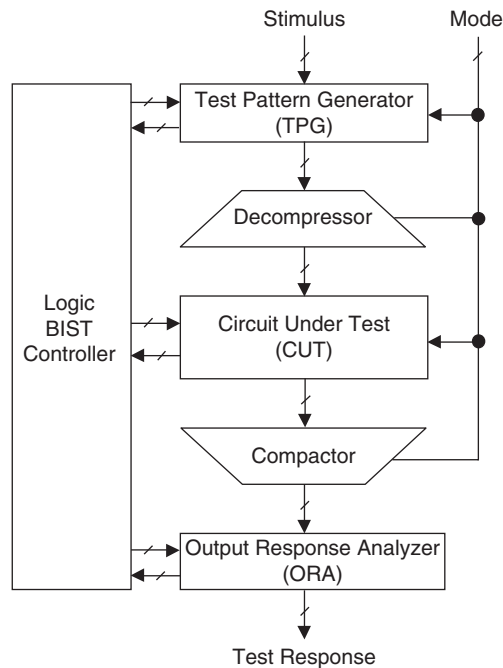 Stimulus
Mode
Test Pattern Generator
(TPG)
Decompressor
Logic
BIST
Controller
Circuit Under Test
(CUT)
Compactor
Output Response Analyzer
(ORA)
Test Response